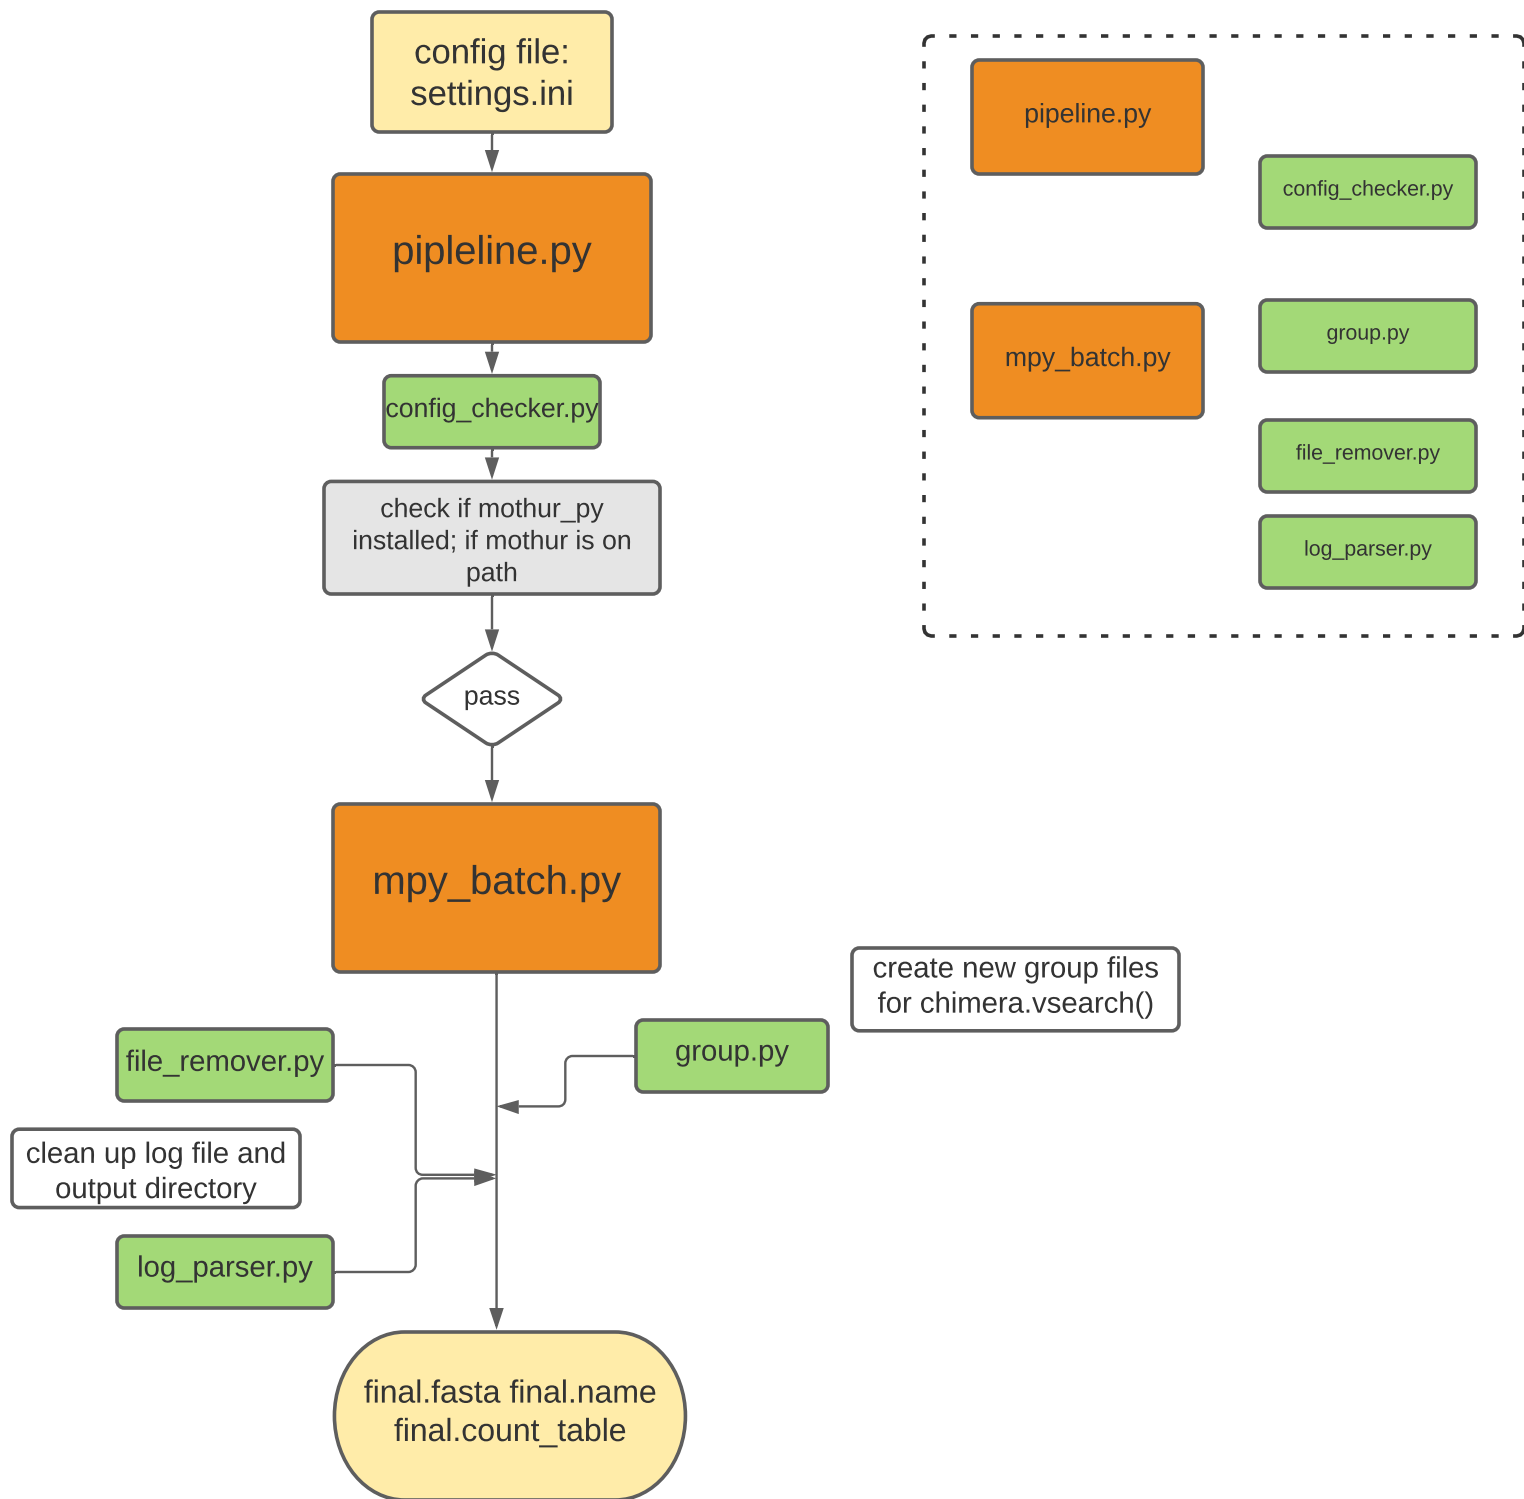 config file:
settings.ini
pipleline.py
config_checker.py
check if mothur_py
installed; if mothur is on
path
pass
mpy_batch.py
create new group files
for chimera.vsearch()
group.py
file_remover.py
clean up log file and
output directory
log_parser.py
final.fasta final.name
final.count_table
pipeline.py
config_checker.py
mpy_batch.py
group.py
file_remover.py
log_parser.py